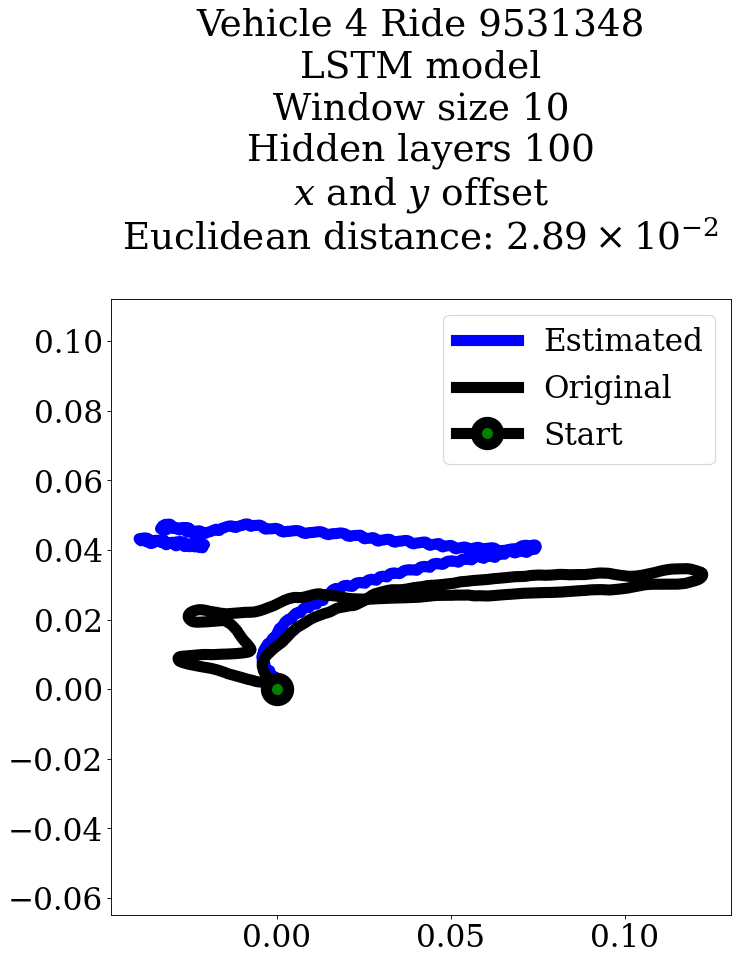 Vehicle 4 Ride 9531348
LSTM model
Window size 10
Hidden layers 100
x and y offset
Euclidean distance: 2.89 × 10⁻²
Estimated
Original
Start
0.10
0.08
0.06
0.04
0.02
0.00
−0.02
−0.04
−0.06
0.00 0.05 0.10